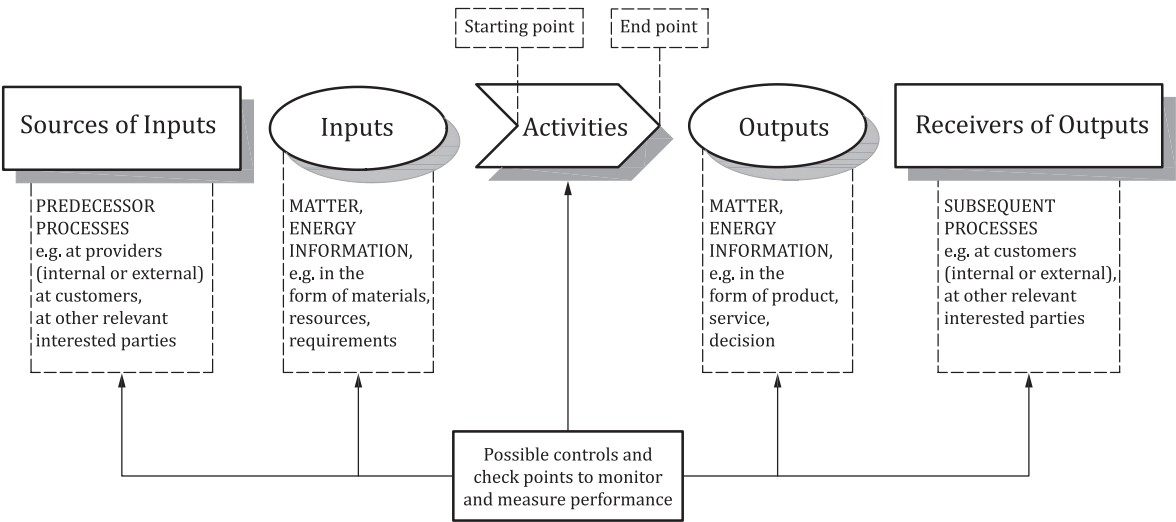 Starting point
End point
Sources of Inputs
Inputs
Activities
Outputs
Receivers of Outputs
PREDECESSOR
PROCESSES
e.g. at providers
(internal or external)
at customers,
at other relevant
interested parties
MATTER,
ENERGY
INFORMATION,
e.g. in the
form of materials,
resources,
requirements
MATTER,
ENERGY
INFORMATION,
e.g. in the
form of product,
service,
decision
SUBSEQUENT
PROCESSES
e.g. at customers
(internal or external),
at other relevant
interested parties
Possible controls and
check points to monitor
and measure performance